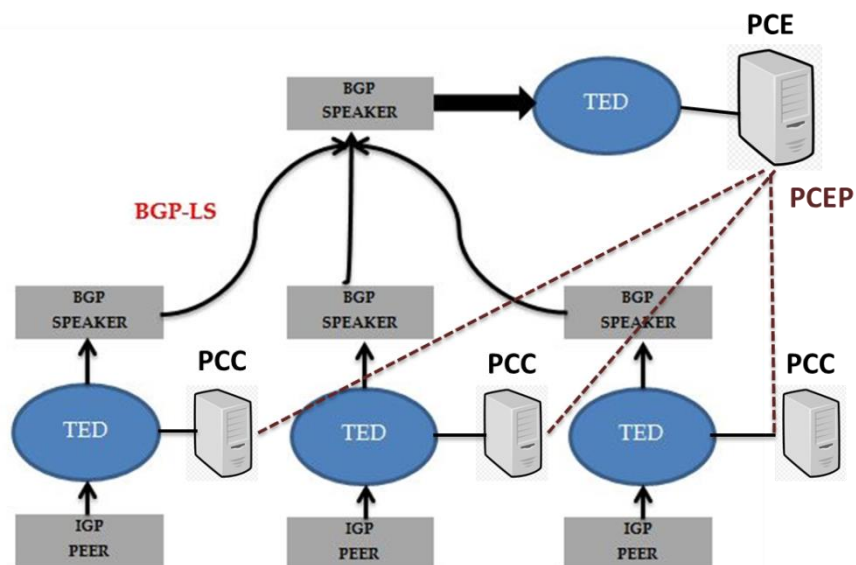 PCE
BGP
SPEAKER
TED
BGP-LS
PCEP
BGP
SPEAKER
BGP
SPEAKER
BGP
SPEAKER
PCC
PCC
PCC
TED
TED
TED
IGP
PEER
IGP
PEER
IGP
PEER